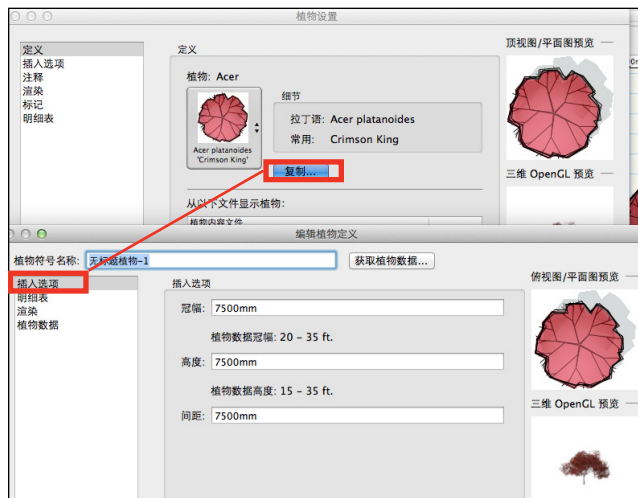 植物设置
定义
插入选项
注释
渲染
标记
明细表
定义
植物: Acer
Acer platanoides
'Crimson King'
细节
拉丁语: Acer platanoides
常用: Crimson King
复制...
从以下文件显示植物:
植物内容文件
顶视图/平面图预览
三维 OpenGL 预览
编辑植物定义
植物符号名称: 无标题植物-1
获取植物数据...
插入选项
明细表
渲染
植物数据
插入选项
冠幅: 7500mm
植物数据冠幅: 20 - 35 ft.
高度: 7500mm
植物数据高度: 15 - 35 ft.
间距: 7500mm
俯视图/平面图预览
三维 OpenGL 预览